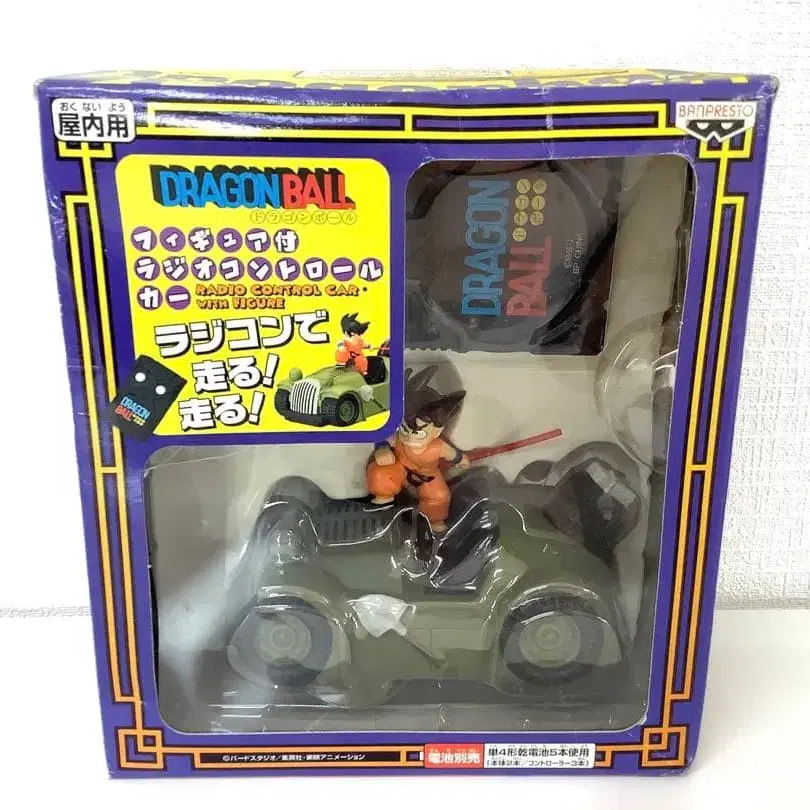 おくないよう
屋内用
BANPRESTO
DRAGON BALL
ドラゴンボール
フィギュア付
ラジオコントロール
カー RADIO CONTROL CAR・
WITH FIGURE
ラジコンで
走る!
走る!
DRAGON
BALL
DRAGON
BALL
BP CHINA
©バードスタジオ/集英社・東映アニメーション
電池別売
単4形乾電池5本使用
(本体2本/コントローラー3本)